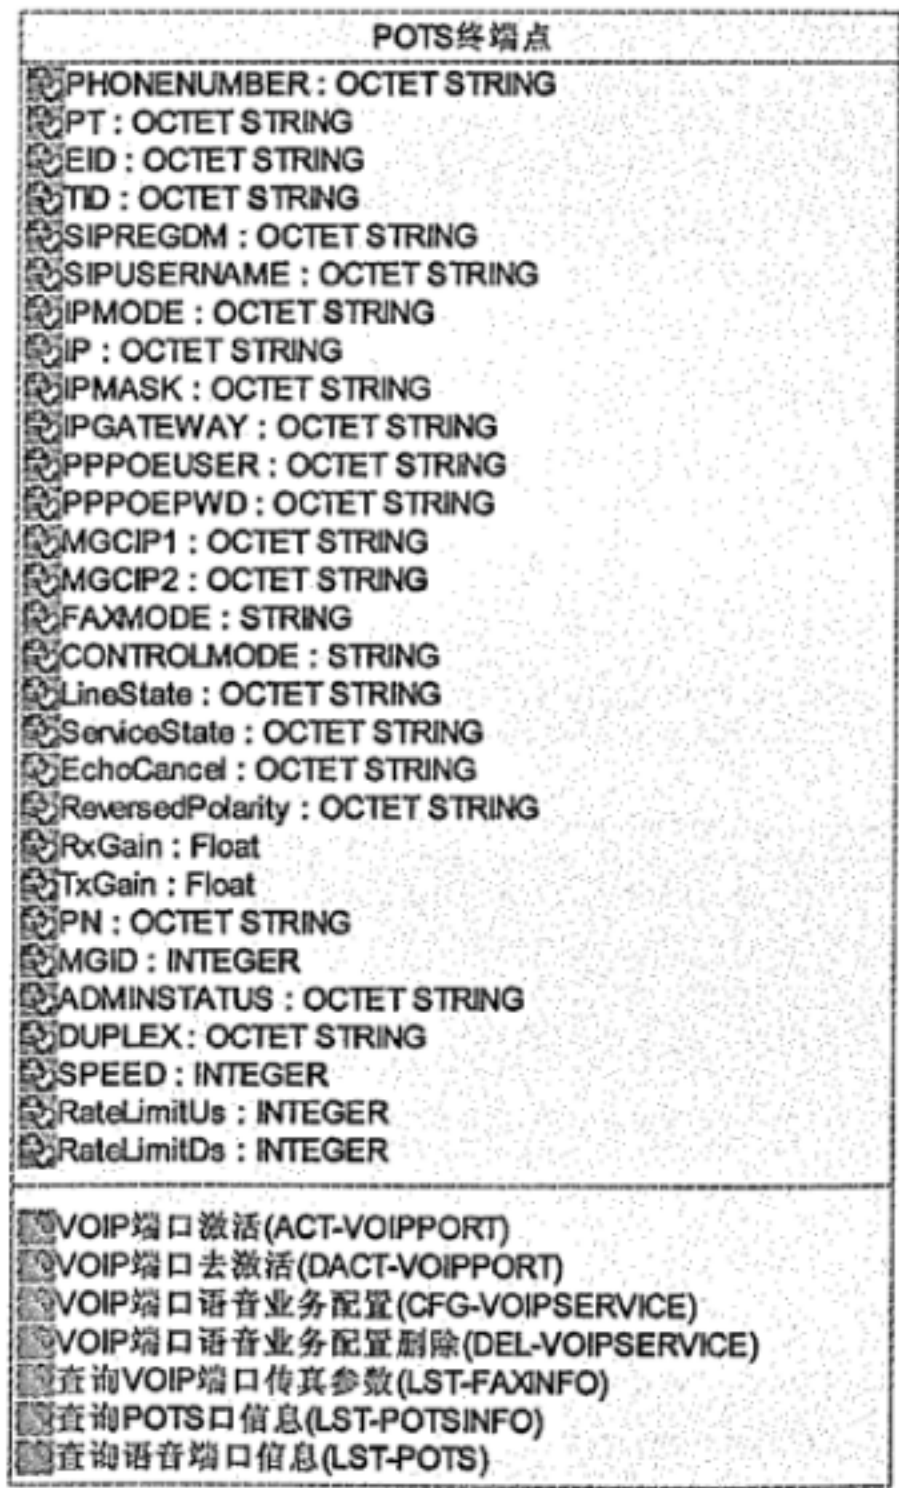 POTS终端点
PHONENUMBER : OCTET STRING
PT : OCTET STRING
EID : OCTET STRING
TID : OCTET STRING
SIPREGDM : OCTET STRING
SIPUSERNAME : OCTET STRING
IPMODE : OCTET STRING
IP : OCTET STRING
IPMASK : OCTET STRING
IPGATEWAY : OCTET STRING
PPPOEUSER : OCTET STRING
PPPOEPWD : OCTET STRING
MGCIP1 : OCTET STRING
MGCIP2 : OCTET STRING
FAXMODE : STRING
CONTROLMODE : STRING
LineState : OCTET STRING
ServiceState : OCTET STRING
EchoCancel : OCTET STRING
ReversedPolarity : OCTET STRING
RxGain : Float
TxGain : Float
PN : OCTET STRING
MGID : INTEGER
ADMINSTATUS : OCTET STRING
DUPLEX : OCTET STRING
SPEED : INTEGER
RateLimitUs : INTEGER
RateLimitDs : INTEGER
VOIP端口激活(ACT-VOIPPORT)
VOIP端口去激活(DACT-VOIPPORT)
VOIP端口语音业务配置(CFG-VOIPSERVICE)
VOIP端口语音业务配置删除(DEL-VOIPSERVICE)
查询VOIP端口传真参数(LST-FAXINFO)
查询POTS口信息(LST-POTSINFO)
查询语音端口信息(LST-POTS)